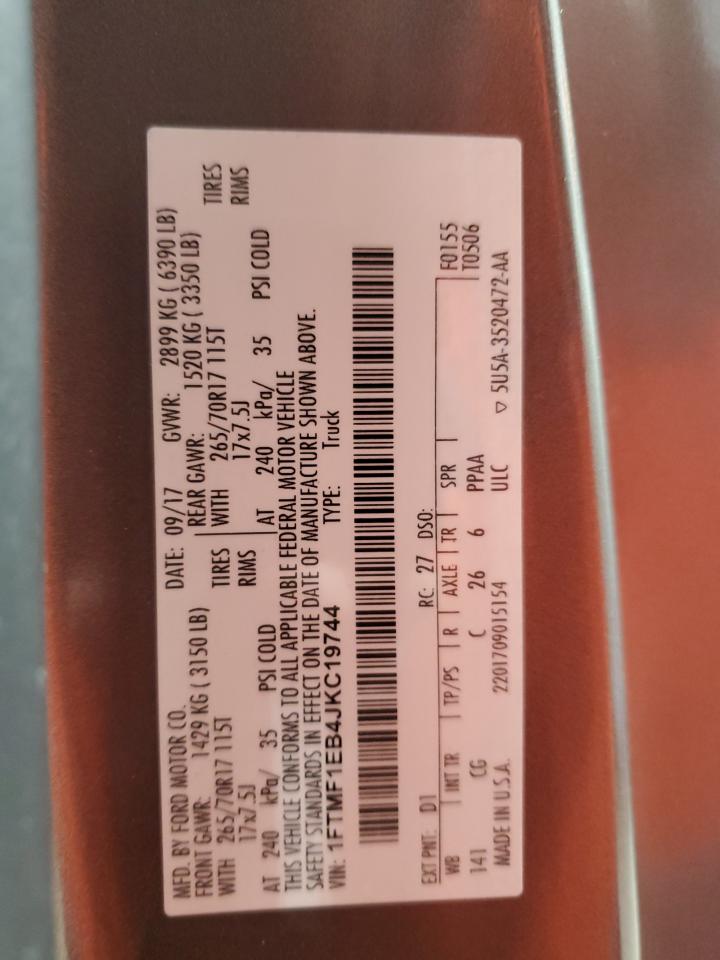 MFD. BY FORD MOTOR CO.
DATE: 09/17 GVWR: 2899 KG ( 6390 LB)
FRONT GAWR: 1429 KG ( 3150 LB) REAR GAWR: 1520 KG ( 3350 LB)
WITH 265/70R17 115T TIRES WITH 265/70R17 115T TIRES
17x7.5J RIMS 17x7.5J RIMS
AT 240 kPa/ 35 PSI COLD AT 240 kPa/ 35 PSI COLD
THIS VEHICLE CONFORMS TO ALL APPLICABLE FEDERAL MOTOR VEHICLE
SAFETY STANDARDS IN EFFECT ON THE DATE OF MANUFACTURE SHOWN ABOVE.
VIN: 1FTMF1EB4JKC19744 TYPE: Truck
EXT PNT: D1 RC: 27 DSO: F0155
WB INT TR TP/PS R AXLE TR SPR T0506
141 CG C 26 6 PPAA
MADE IN U.S.A. 2201709015154 ULC ▽ 5U5A-3520472-AA